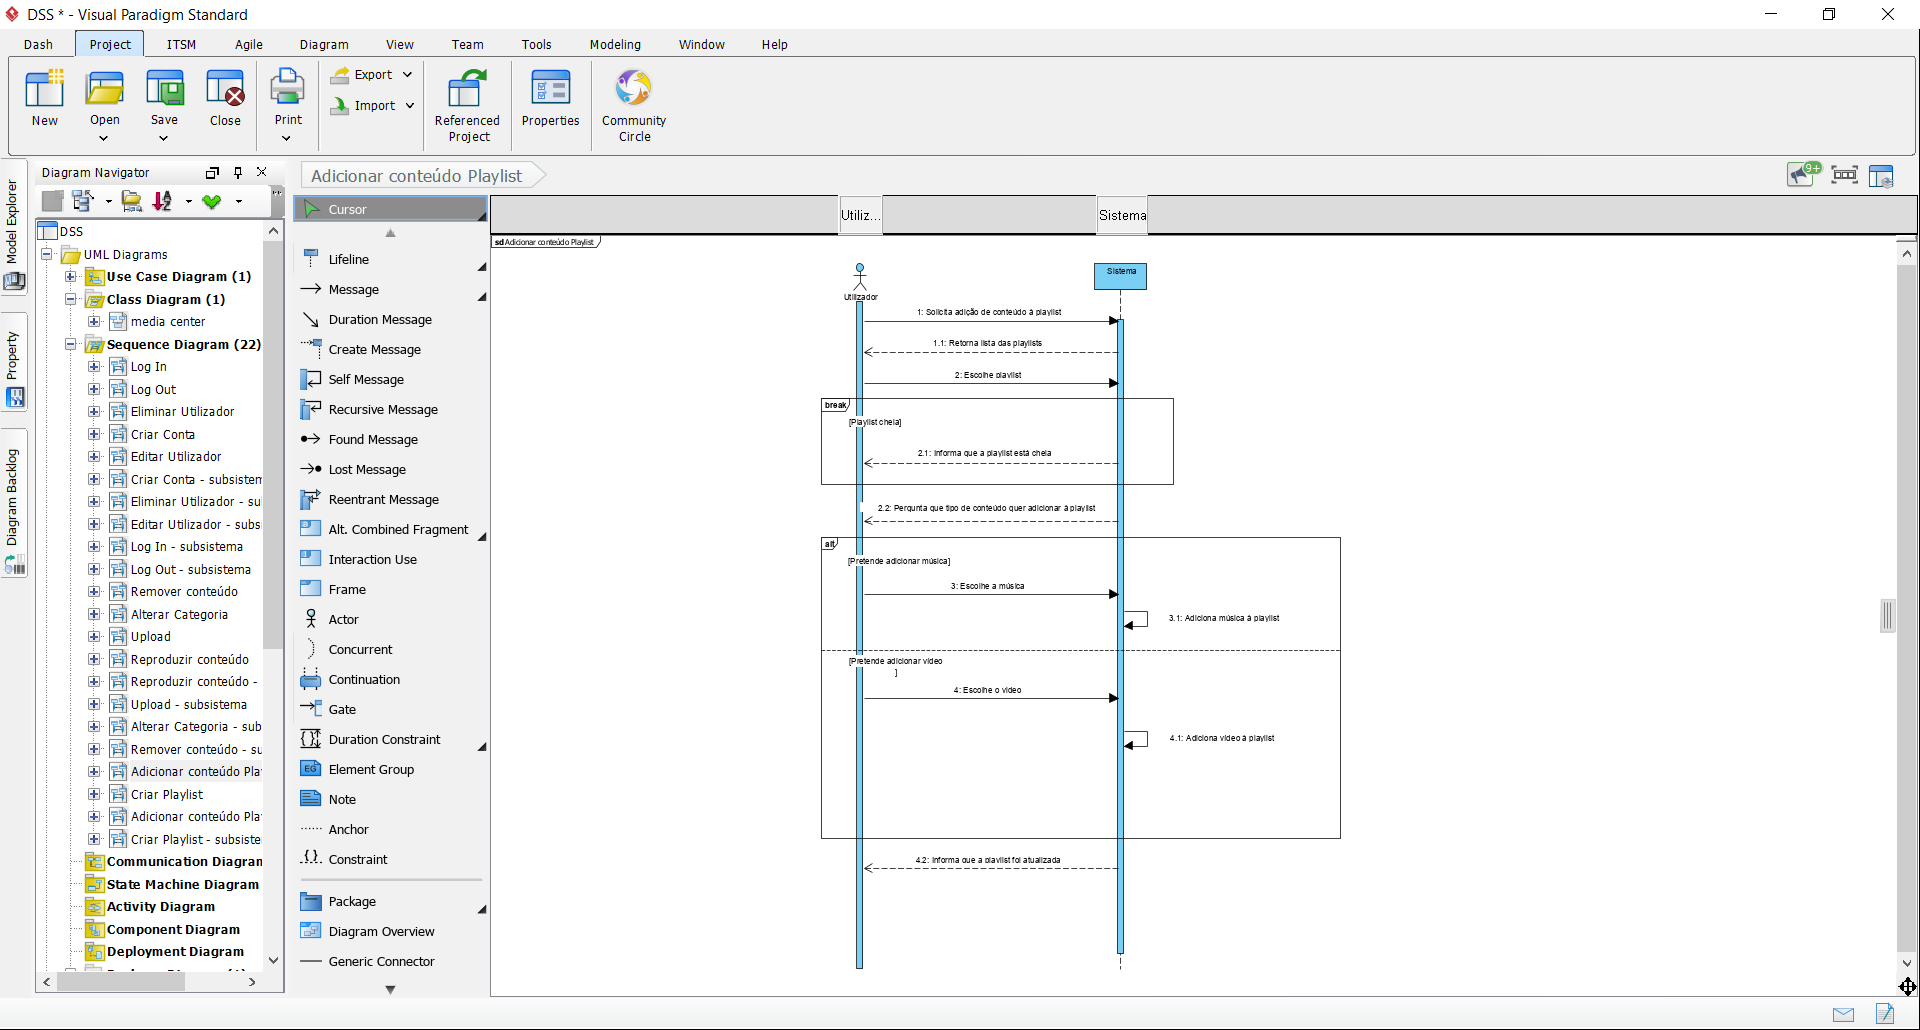 DSS * - Visual Paradigm Standard
Dash Project ITSM Agile Diagram View Team Tools Modeling Window Help
New Open Save Close Print Export Import Referenced Project Properties Community Circle
Model Explorer
Property
Diagram Backlog
Diagram Navigator
DSS
UML Diagrams
Use Case Diagram (1)
Class Diagram (1)
media center
Sequence Diagram (22)
Log In
Log Out
Eliminar Utilizador
Criar Conta
Editar Utilizador
Criar Conta - subsistem
Eliminar Utilizador - su
Editar Utilizador - subs
Log In - subsistema
Log Out - subsistema
Remover conteúdo
Alterar Categoria
Upload
Reproduzir conteúdo
Reproduzir conteúdo -
Upload - subsistema
Alterar Categoria - sub
Remover conteúdo - su
Adicionar conteúdo Pla
Criar Playlist
Adicionar conteúdo Pla
Criar Playlist - subsiste
Communication Diagran
State Machine Diagram
Activity Diagram
Component Diagram
Deployment Diagram
Adicionar conteúdo Playlist
9+
Cursor
Lifeline
Message
Duration Message
Create Message
Self Message
Recursive Message
Found Message
Lost Message
Reentrant Message
Alt. Combined Fragment
Interaction Use
Frame
Actor
Concurrent
Continuation
Gate
Duration Constraint
EG Element Group
Note
Anchor
Constraint
Package
Diagram Overview
Generic Connector
Utiliz... Sistema
sd Adicionar conteúdo Playlist
Utilizador
Sistema
1: Solicita adição de conteúdo à playlist
1.1: Retorna lista das playlists
2: Escolhe playlist
break
[Playlist cheia]
2.1: Informa que a playlist está cheia
2.2: Pergunta que tipo de conteúdo quer adicionar à playlist
alt
[Pretende adicionar música]
3: Escolhe a música
3.1: Adiciona música à playlist
[Pretende adicionar vídeo
]
4: Escolhe o vídeo
4.1: Adiciona vídeo à playlist
4.2: Informa que a playlist foi atualizada